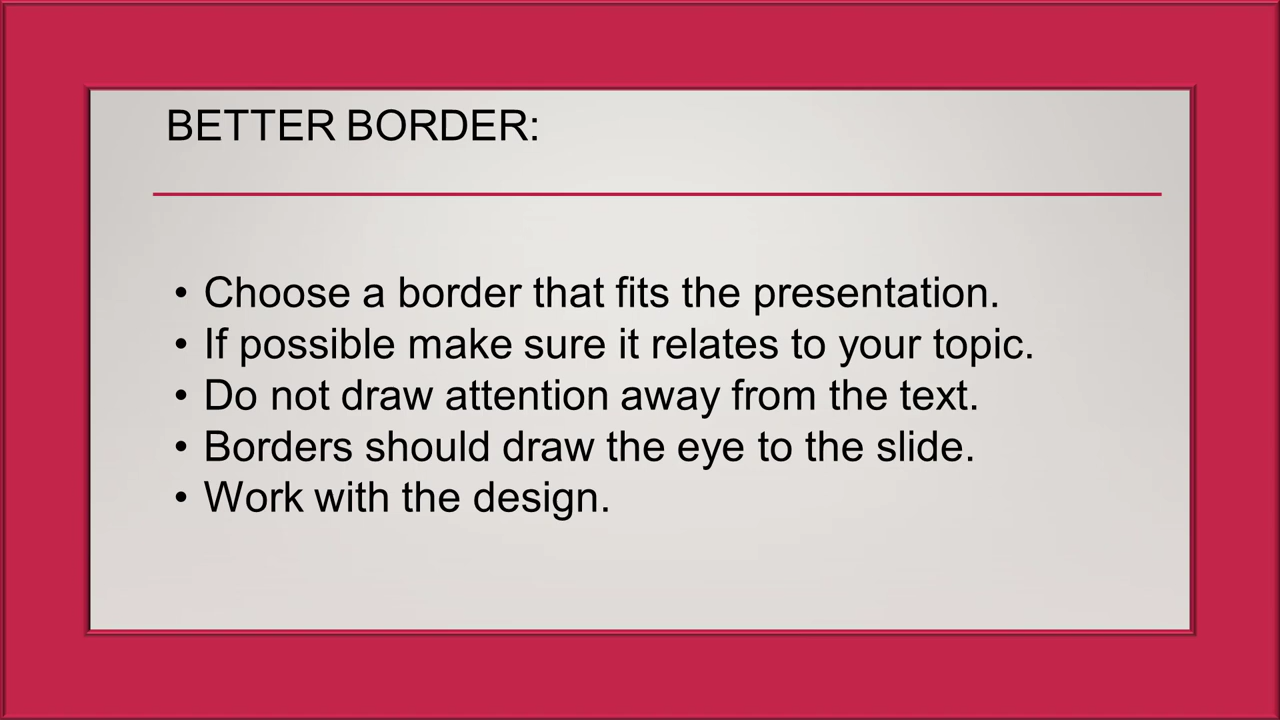 BETTER BORDER:
• Choose a border that fits the presentation.
• If possible make sure it relates to your topic.
• Do not draw attention away from the text.
• Borders should draw the eye to the slide.
• Work with the design.